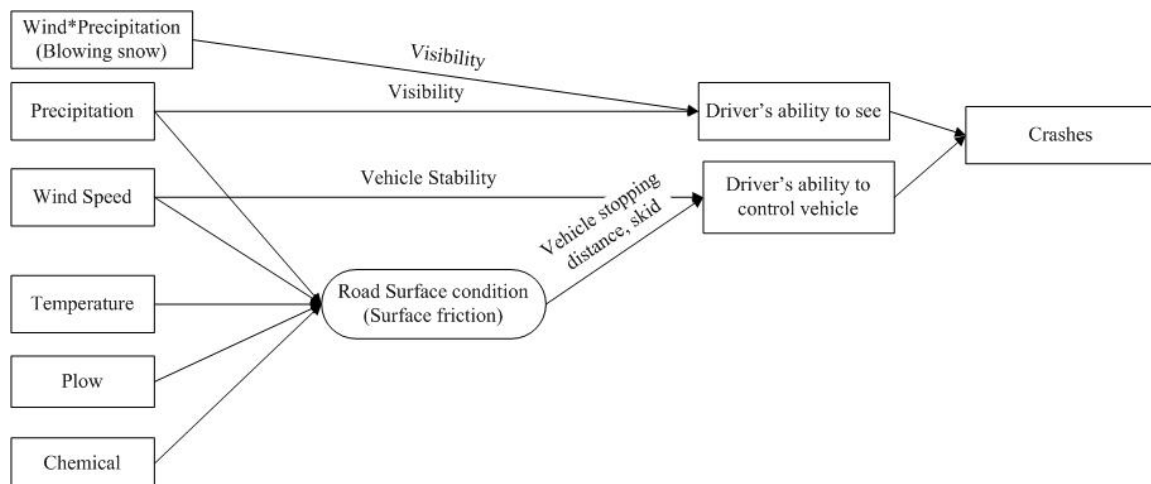 Wind*Precipitation
(Blowing snow)
Visibility
Precipitation
Visibility
Driver's ability to see
Crashes
Wind Speed
Vehicle Stability
Driver's ability to
control vehicle
Vehicle stopping
distance, skid
Temperature
Road Surface condition
(Surface friction)
Plow
Chemical